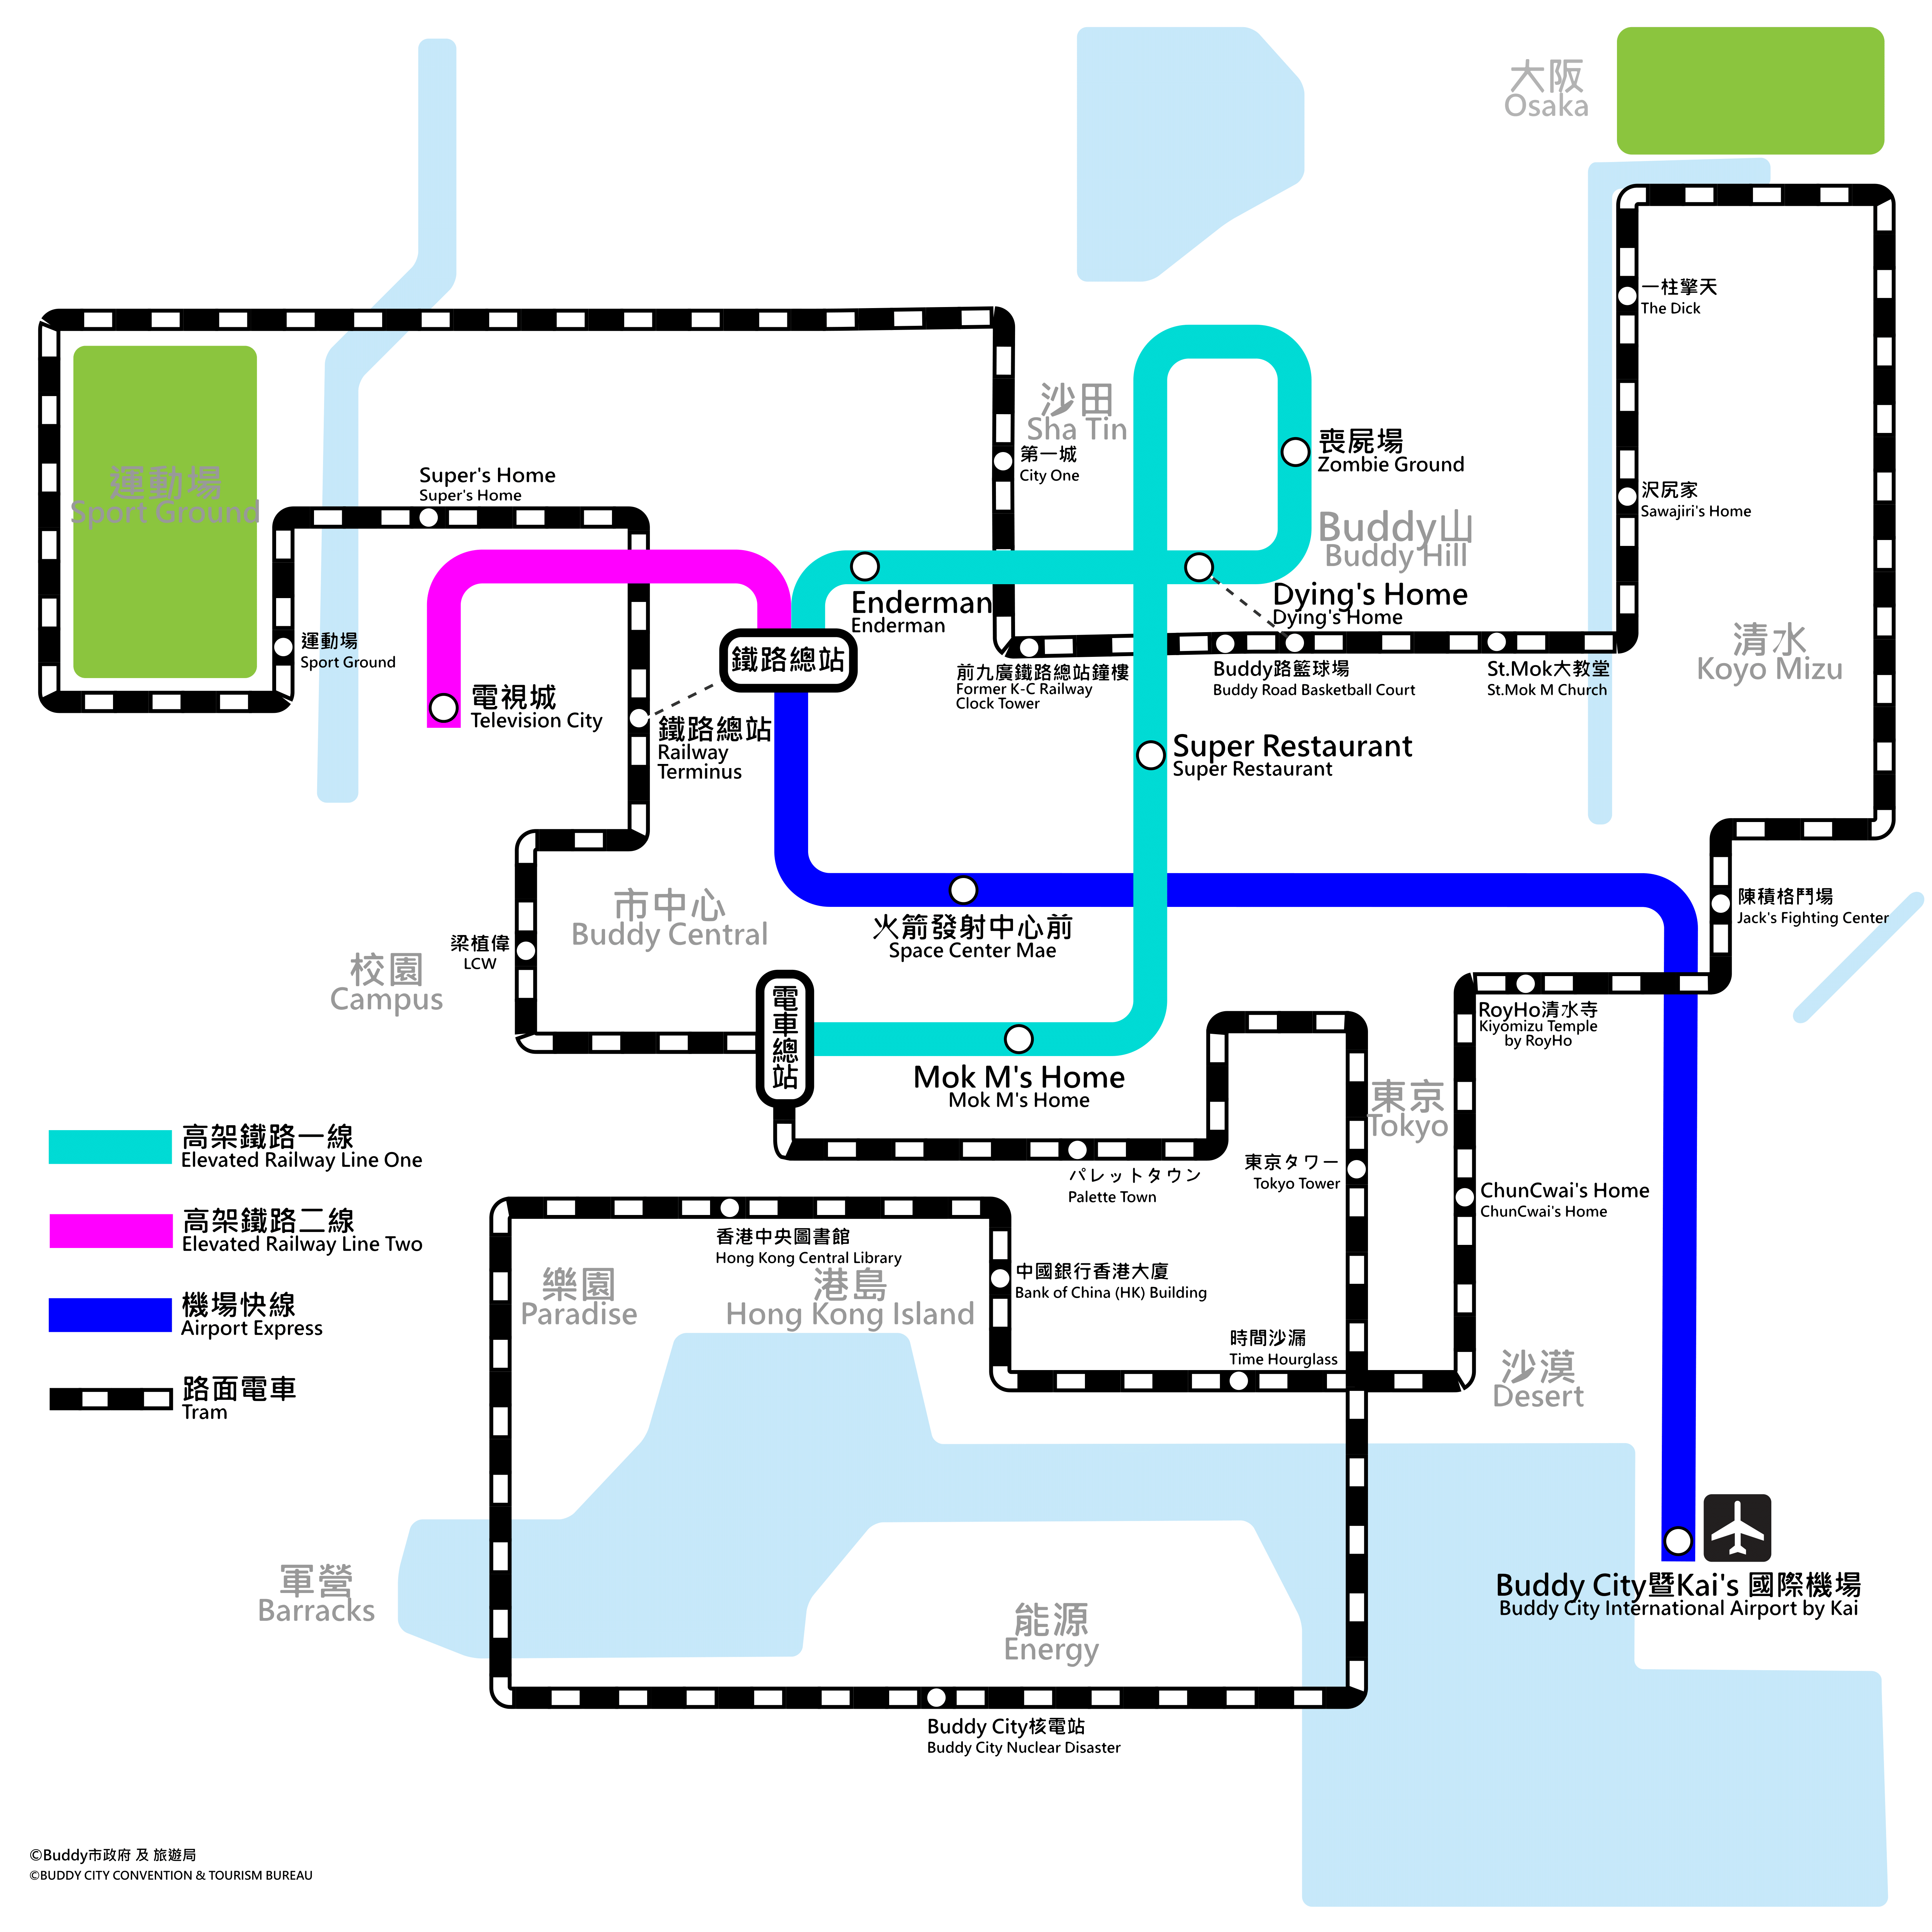 大阪
Osaka
一柱擎天
The Dick
沙田
Sha Tin
第一城
City One
喪屍場
Zombie Ground
運動場
Sport Ground
Super's Home
Super's Home
沢尻家
Sawajiri's Home
Buddy山
Buddy Hill
Enderman
Enderman
Dying's Home
Dying's Home
運動場
Sport Ground
鐵路總站
前九廣鐵路總站鐘樓
Former K-C Railway
Clock Tower
Buddy路籃球場
Buddy Road Basketball Court
St.Mok大教堂
St.Mok M Church
清水
Koyo Mizu
電視城
Television City
鐵路總站
Railway
Terminus
Super Restaurant
Super Restaurant
市中心
Buddy Central
火箭發射中心前
Space Center Mae
陳積格鬥場
Jack's Fighting Center
梁植偉
LCW
校園
Campus
電車總站
RoyHo清水寺
Kiyomizu Temple
by RoyHo
Mok M's Home
Mok M's Home
東京
Tokyo
高架鐵路一線
Elevated Railway Line One
パレットタウン
Palette Town
東京タワー
Tokyo Tower
ChunCwai's Home
ChunCwai's Home
高架鐵路二線
Elevated Railway Line Two
香港中央圖書館
Hong Kong Central Library
樂園
Paradise
港島
Hong Kong Island
中國銀行香港大廈
Bank of China (HK) Building
機場快線
Airport Express
時間沙漏
Time Hourglass
沙漠
Desert
路面電車
Tram
軍營
Barracks
能源
Energy
Buddy City暨Kai's 國際機場
Buddy City International Airport by Kai
Buddy City核電站
Buddy City Nuclear Disaster
©Buddy市政府 及 旅遊局
©BUDDY CITY CONVENTION & TOURISM BUREAU